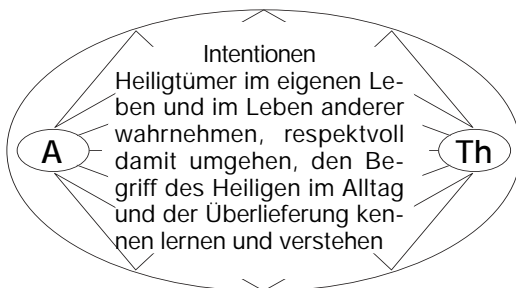 Intentionen
Heiligtümer im eigenen Le-
ben und im Leben anderer
wahrnehmen, respektvoll
damit umgehen, den Be-
griff des Heiligen im Alltag
und der Überlieferung ken-
nen lernen und verstehen
A
Th